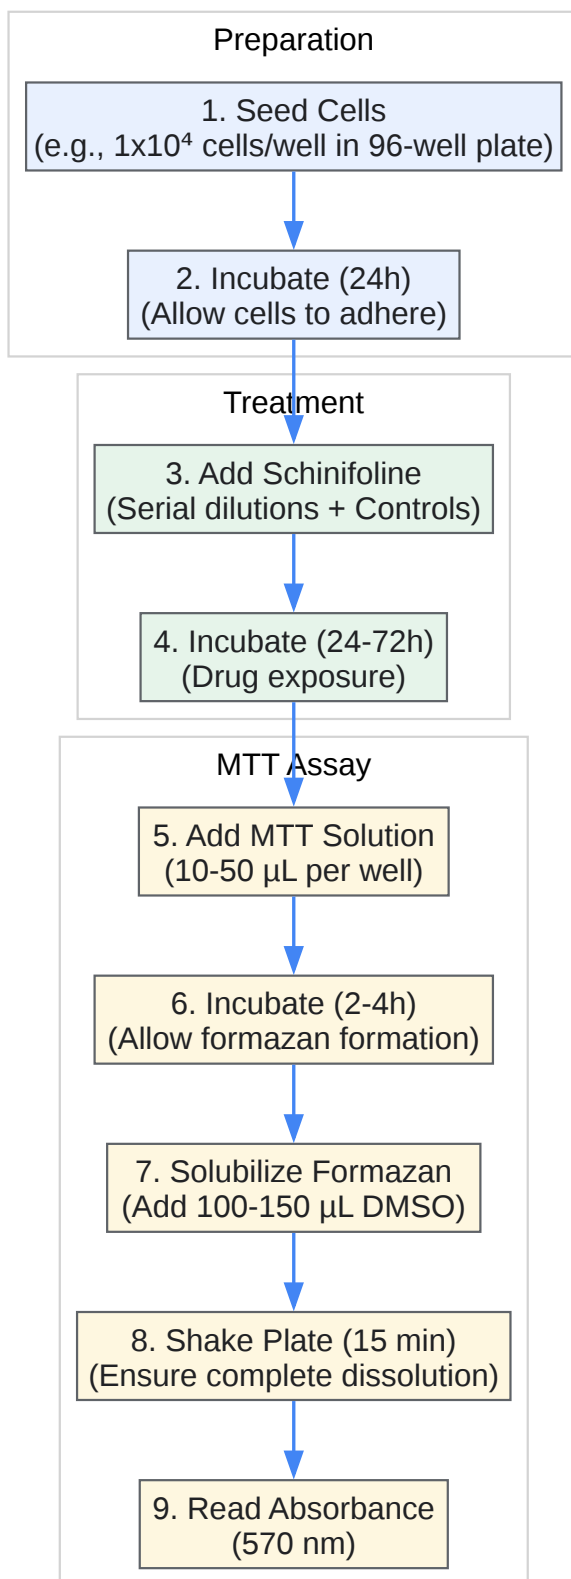 Preparation
1. Seed Cells
(e.g., 1x10⁴ cells/well in 96-well plate)
2. Incubate (24h)
(Allow cells to adhere)
Treatment
3. Add Schinifoline
(Serial dilutions + Controls)
4. Incubate (24-72h)
(Drug exposure)
MTT Assay
5. Add MTT Solution
(10-50 µL per well)
6. Incubate (2-4h)
(Allow formazan formation)
7. Solubilize Formazan
(Add 100-150 µL DMSO)
8. Shake Plate (15 min)
(Ensure complete dissolution)
9. Read Absorbance
(570 nm)